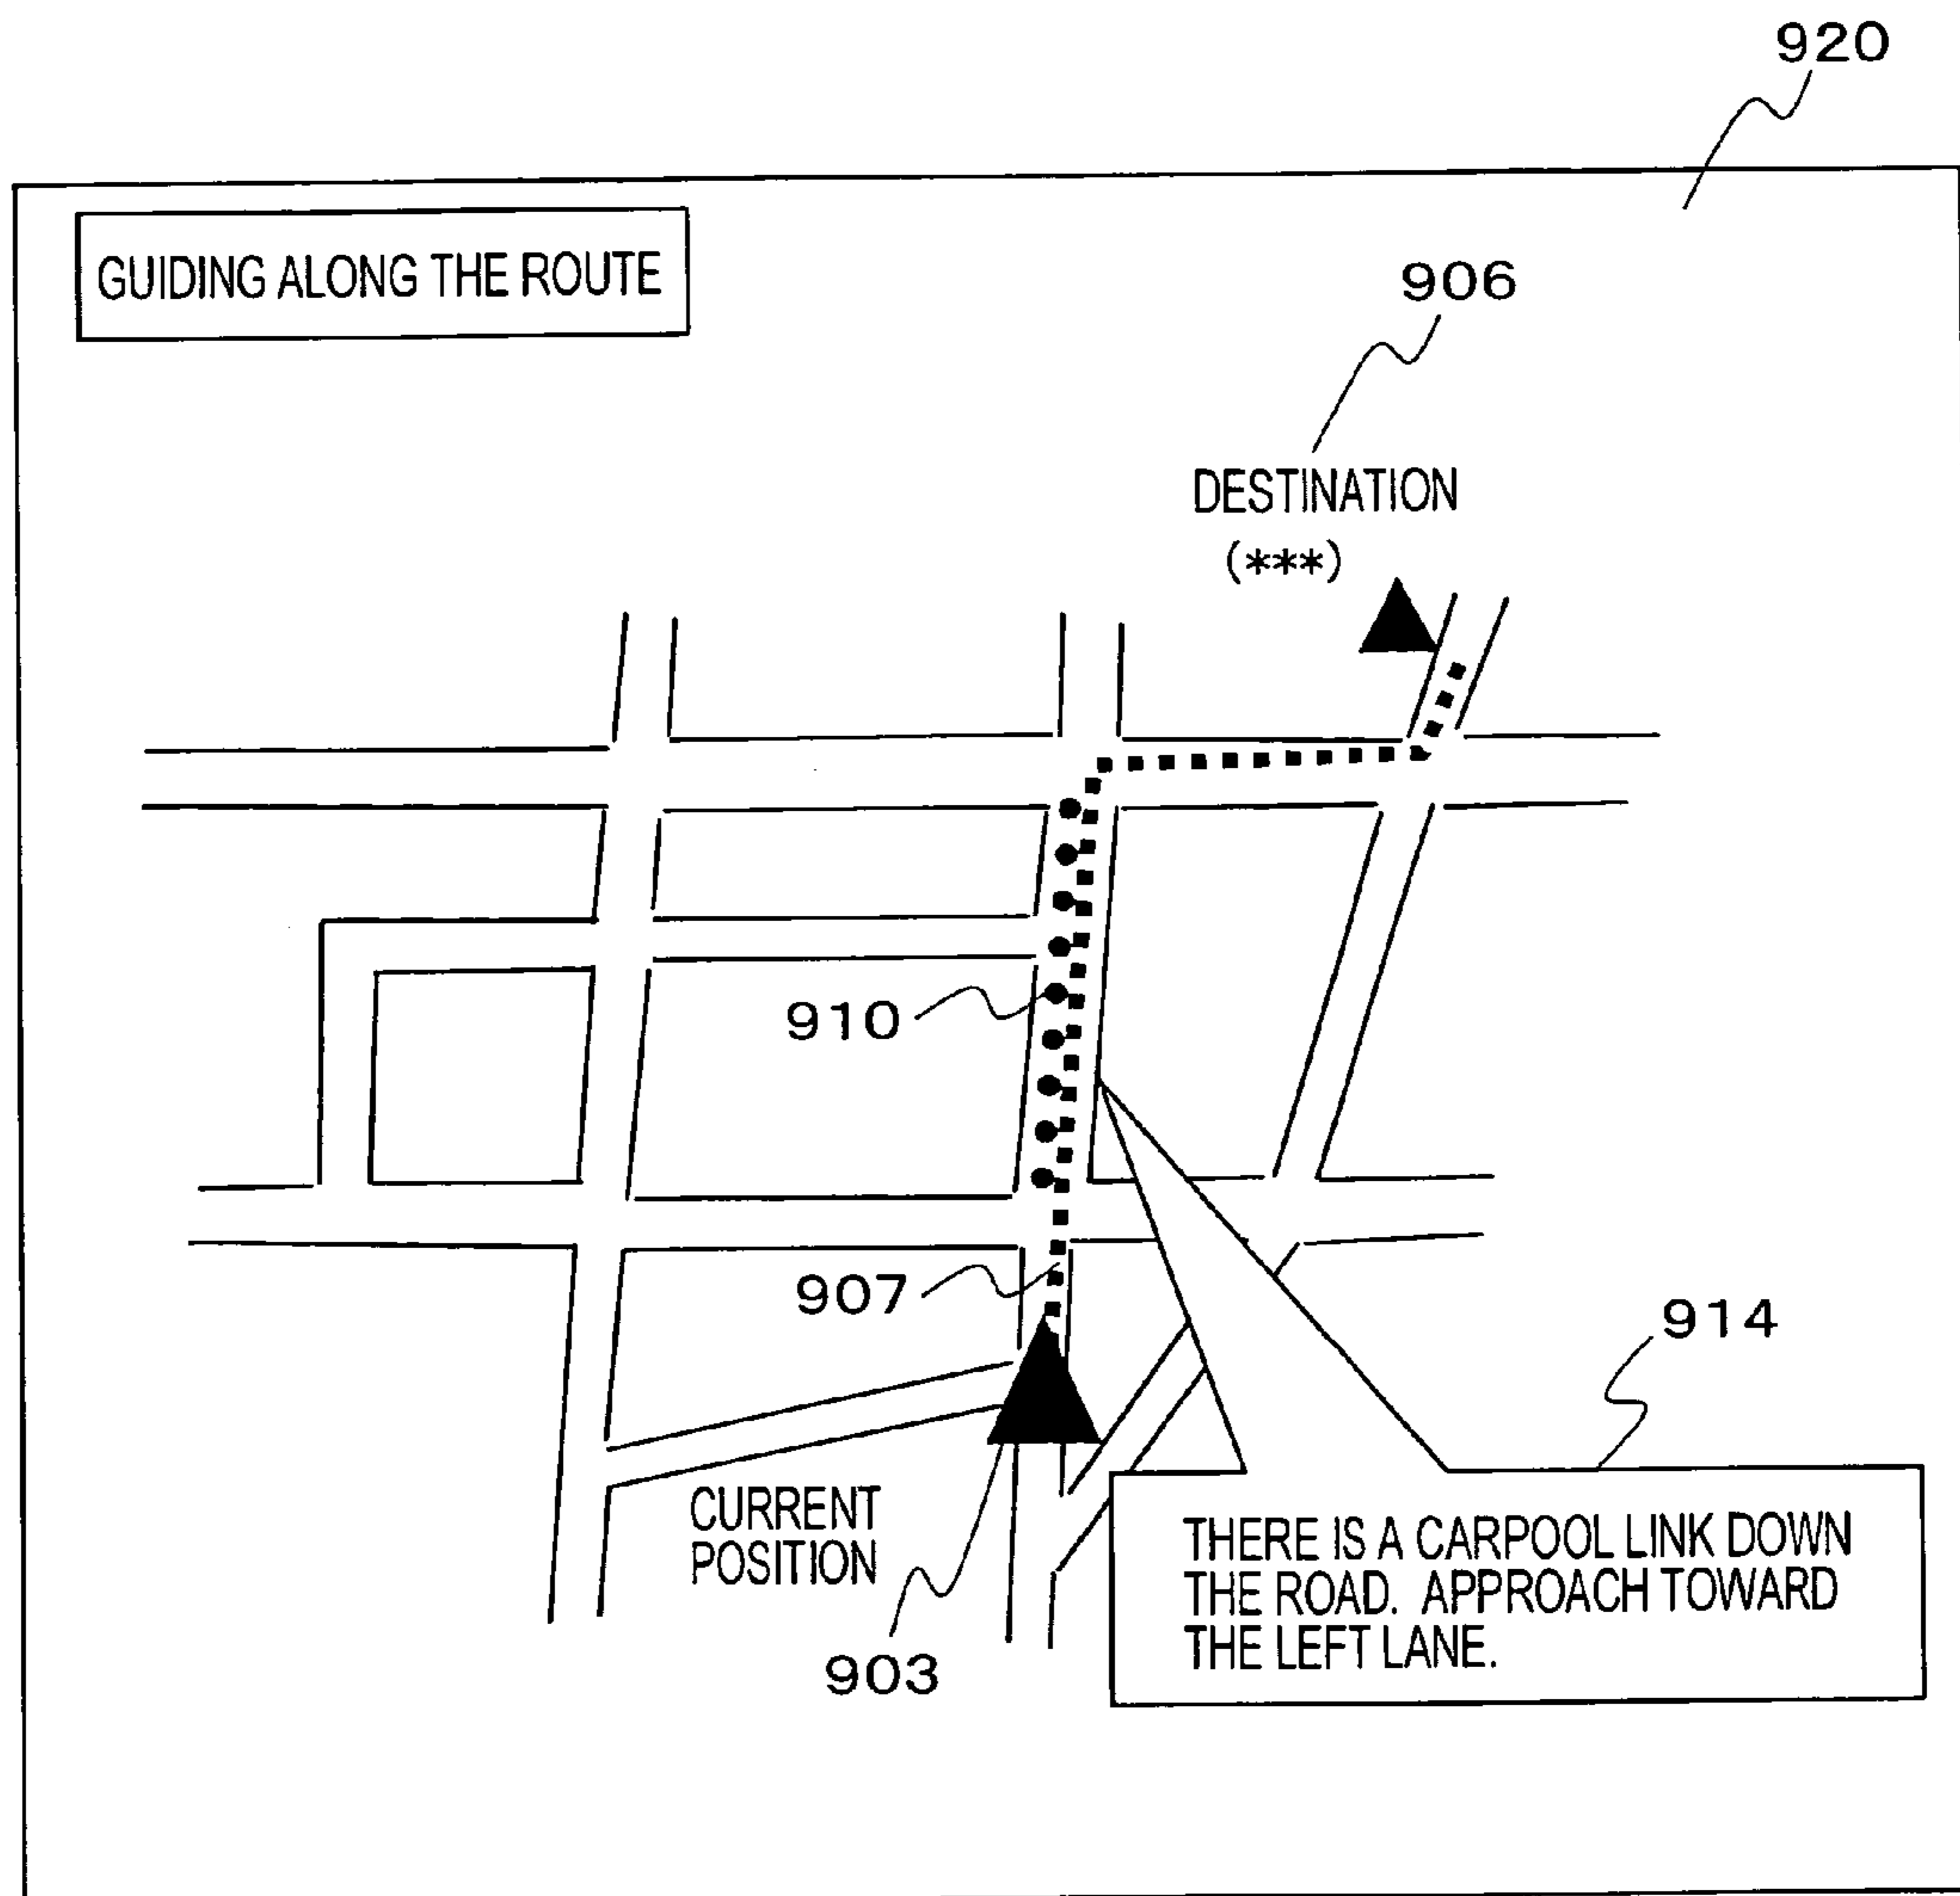 920
GUIDING ALONG THE ROUTE
906
DESTINATION
(***)
910
907
914
CURRENT
POSITION
903
THERE IS A CARPOOL LINK DOWN
THE ROAD. APPROACH TOWARD
THE LEFT LANE.